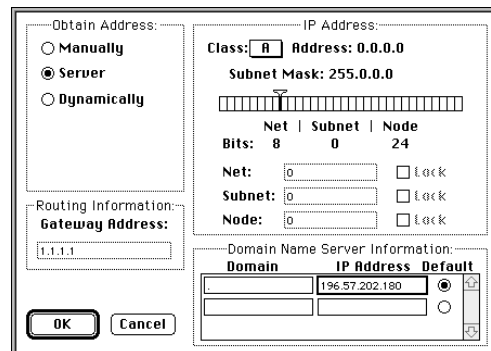 Obtain Address:
Manually
Server
Dynamically
Routing Information:
Gateway Address:
1.1.1.1
OK
Cancel
IP Address:
Class: A Address: 0.0.0.0
Subnet Mask: 255.0.0.0
Net | Subnet | Node
Bits: 8 0 24
Net: 0 Lock
Subnet: 0 Lock
Node: 0 Lock
Domain Name Server Information:
Domain IP Address Default
. 196.57.202.180